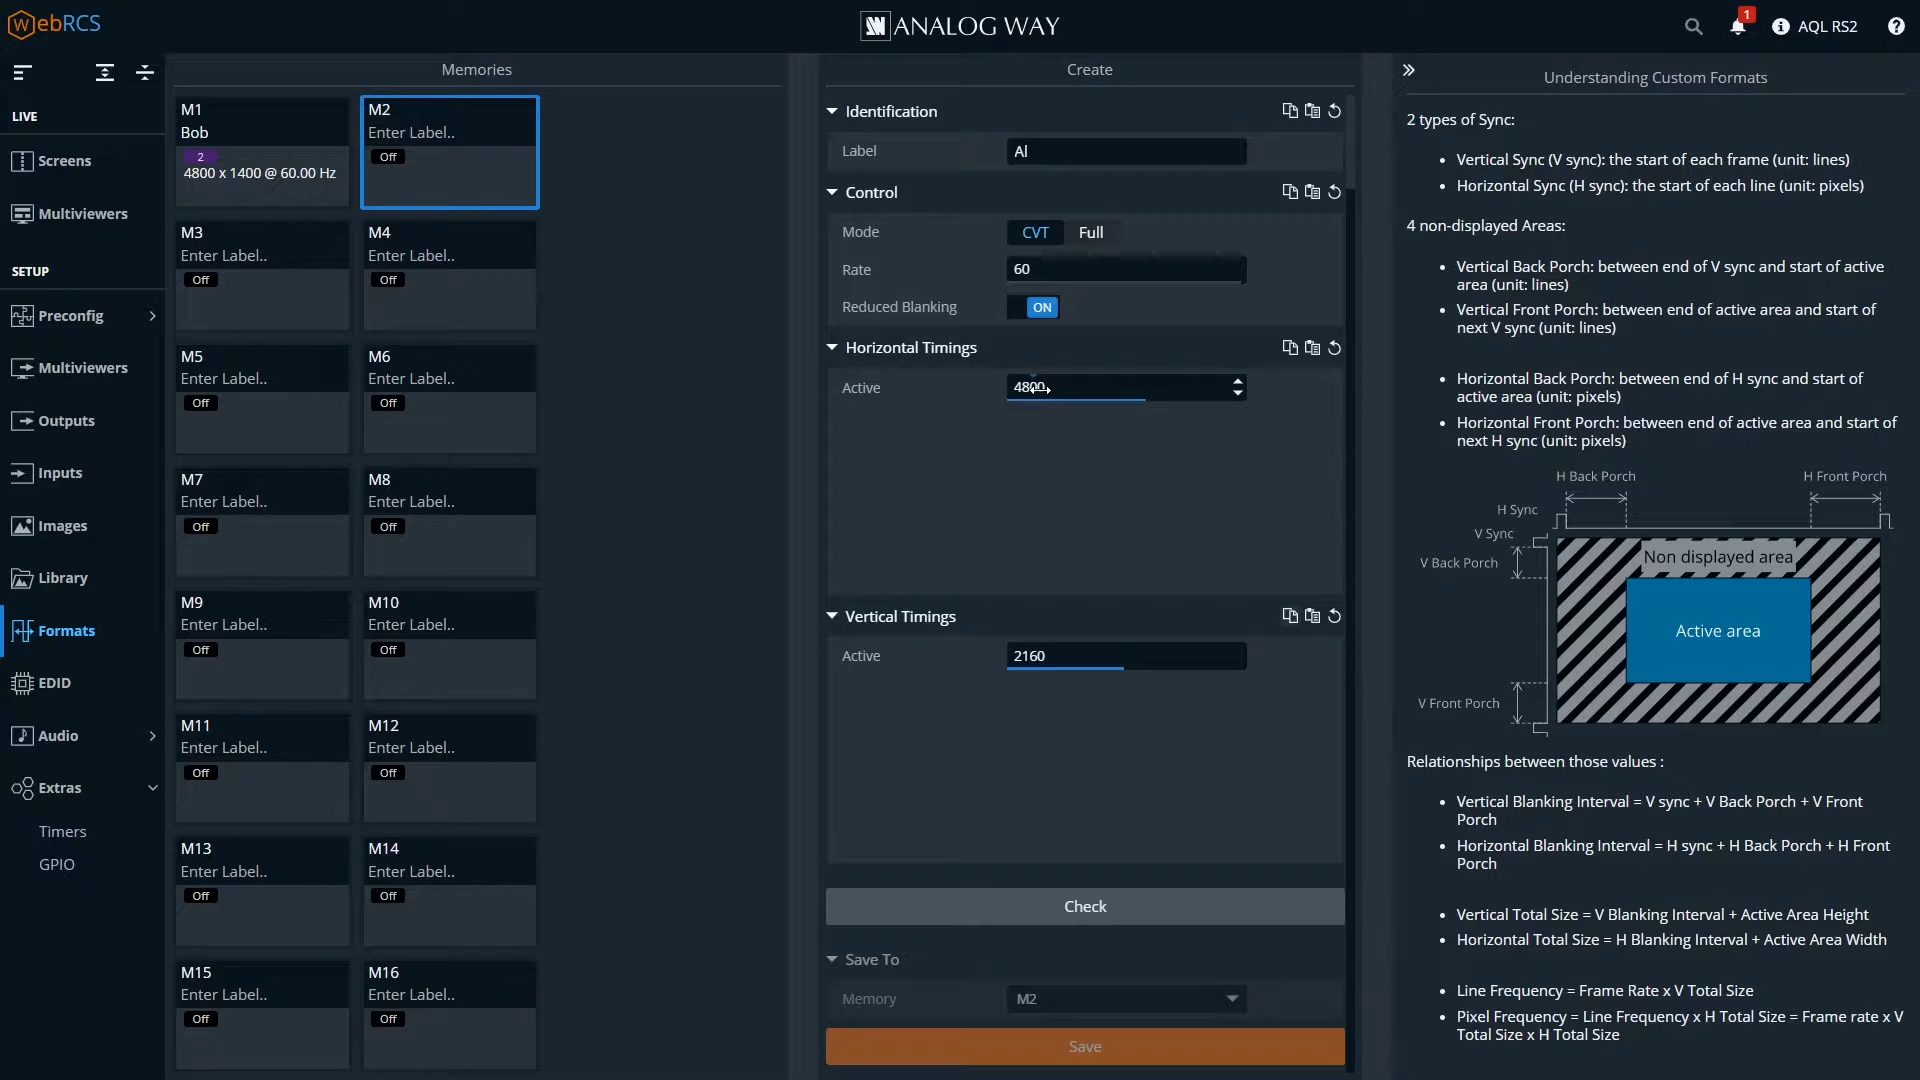 WebRCS
ANALOG WAY
1
AQL RS2
LIVE
Screens
Multiviewers
SETUP
Preconfig
Multiviewers
Outputs
Inputs
Images
Library
Formats
EDID
Audio
Extras
Timers
GPIO
Memories
M1
Bob
2
4800 x 1400 @ 60.00 Hz
M2
Enter Label..
Off
M3
Enter Label..
Off
M4
Enter Label..
Off
M5
Enter Label..
Off
M6
Enter Label..
Off
M7
Enter Label..
Off
M8
Enter Label..
Off
M9
Enter Label..
Off
M10
Enter Label..
Off
M11
Enter Label..
Off
M12
Enter Label..
Off
M13
Enter Label..
Off
M14
Enter Label..
Off
M15
Enter Label..
Off
M16
Enter Label..
Off
Create
Identification
Label Al
Control
Mode CVT Full
Rate 60
Reduced Blanking ON
Horizontal Timings
Active 4800
Vertical Timings
Active 2160
Check
Save To
Memory M2
Save
Understanding Custom Formats
2 types of Sync:
• Vertical Sync (V sync): the start of each frame (unit: lines)
• Horizontal Sync (H sync): the start of each line (unit: pixels)
4 non-displayed Areas:
• Vertical Back Porch: between end of V sync and start of active
area (unit: lines)
• Vertical Front Porch: between end of active area and start of
next V sync (unit: lines)
• Horizontal Back Porch: between end of H sync and start of
active area (unit: pixels)
• Horizontal Front Porch: between end of active area and start of
next H sync (unit: pixels)
H Back Porch
H Front Porch
H Sync
V Sync
V Back Porch
Non displayed area
Active area
V Front Porch
Relationships between those values :
• Vertical Blanking Interval = V sync + V Back Porch + V Front
Porch
• Horizontal Blanking Interval = H sync + H Back Porch + H Front
Porch
• Vertical Total Size = V Blanking Interval + Active Area Height
• Horizontal Total Size = H Blanking Interval + Active Area Width
• Line Frequency = Frame Rate x V Total Size
• Pixel Frequency = Line Frequency x H Total Size = Frame rate x V
Total Size x H Total Size